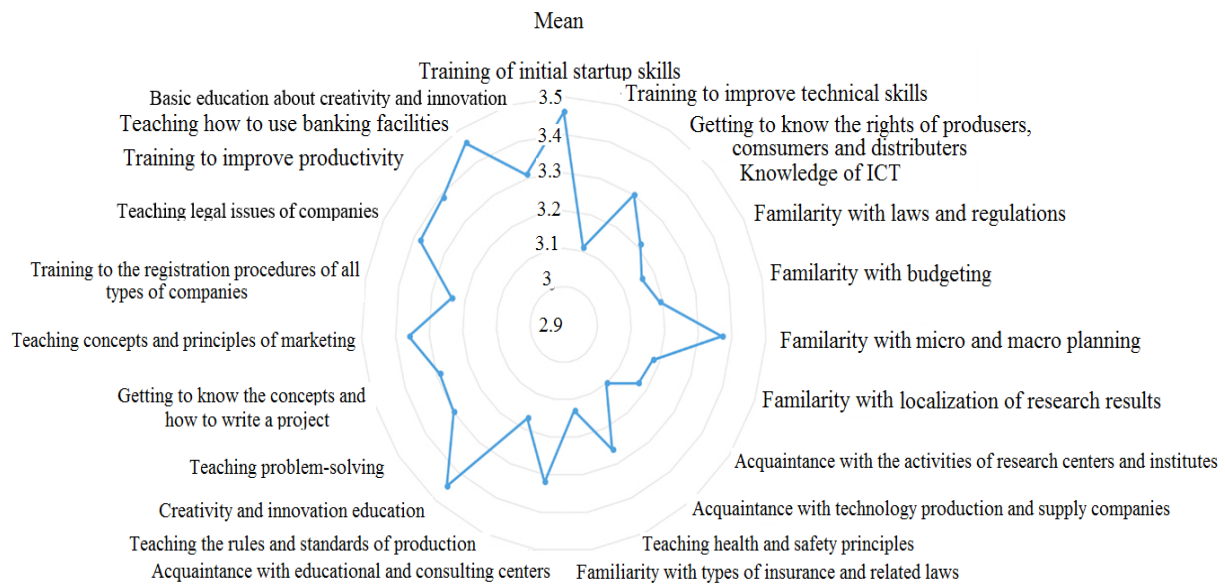 Mean
Training of initial startup skills
Basic education about creativity and innovation
3.5
Training to improve technical skills
Teaching how to use banking facilities
3.4
Getting to know the rights of produsers,
comsumers and distributers
Training to improve productivity
3.3
Knowledge of ICT
Teaching legal issues of companies
3.2
Familarity with laws and regulations
3.1
Training to the registration procedures of all
types of companies
3
Familarity with budgeting
2.9
Teaching concepts and principles of marketing
Familarity with micro and macro planning
Getting to know the concepts and
how to write a project
Familarity with localization of research results
Teaching problem-solving
Acquaintance with the activities of research centers and institutes
Creativity and innovation education
Acquaintance with technology production and supply companies
Teaching the rules and standards of production
Teaching health and safety principles
Acquaintance with educational and consulting centers
Familiarity with types of insurance and related laws